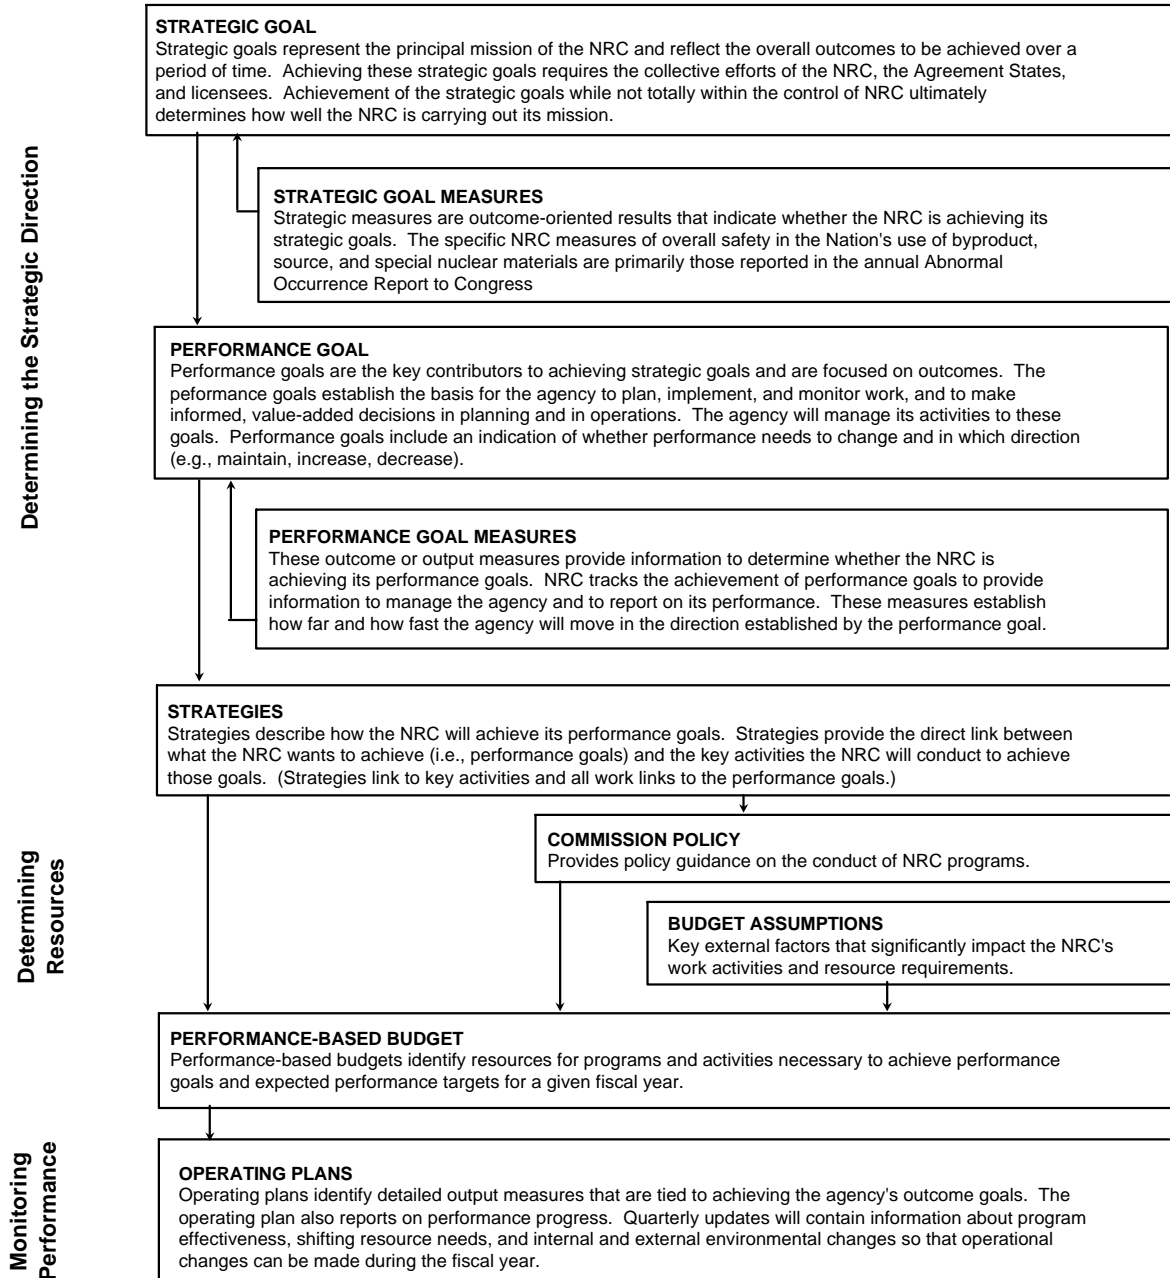 STRATEGIC GOAL
Strategic goals represent the principal mission of the NRC and reflect the overall outcomes to be achieved over a
period of time.  Achieving these strategic goals requires the collective efforts of the NRC, the Agreement States,
and licensees.  Achievement of the strategic goals while not totally within the control of NRC ultimately
determines how well the NRC is carrying out its mission.
Determining the Strategic Direction
STRATEGIC GOAL MEASURES
Strategic measures are outcome-oriented results that indicate whether the NRC is achieving its
strategic goals.  The specific NRC measures of overall safety in the Nation's use of byproduct,
source, and special nuclear materials are primarily those reported in the annual Abnormal
Occurrence Report to Congress
PERFORMANCE GOAL
Performance goals are the key contributors to achieving strategic goals and are focused on outcomes.  The
peformance goals establish the basis for the agency to plan, implement, and monitor work, and to make
informed, value-added decisions in planning and in operations.  The agency will manage its activities to these
goals.  Performance goals include an indication of whether performance needs to change and in which direction
(e.g., maintain, increase, decrease).
PERFORMANCE GOAL MEASURES
These outcome or output measures provide information to determine whether the NRC is
achieving its performance goals.  NRC tracks the achievement of performance goals to provide
information to manage the agency and to report on its performance.  These measures establish
how far and how fast the agency will move in the direction established by the performance goal.
STRATEGIES
Strategies describe how the NRC will achieve its performance goals.  Strategies provide the direct link between
what the NRC wants to achieve (i.e., performance goals) and the key activities the NRC will conduct to achieve
those goals.  (Strategies link to key activities and all work links to the performance goals.)
Determining
Resources
COMMISSION POLICY
Provides policy guidance on the conduct of NRC programs.
BUDGET ASSUMPTIONS
Key external factors that significantly impact the NRC's
work activities and resource requirements.
PERFORMANCE-BASED BUDGET
Performance-based budgets identify resources for programs and activities necessary to achieve performance
goals and expected performance targets for a given fiscal year.
Monitoring
Performance
OPERATING PLANS
Operating plans identify detailed output measures that are tied to achieving the agency's outcome goals.  The
operating plan also reports on performance progress.  Quarterly updates will contain information about program
effectiveness, shifting resource needs, and internal and external environmental changes so that operational
changes can be made during the fiscal year.